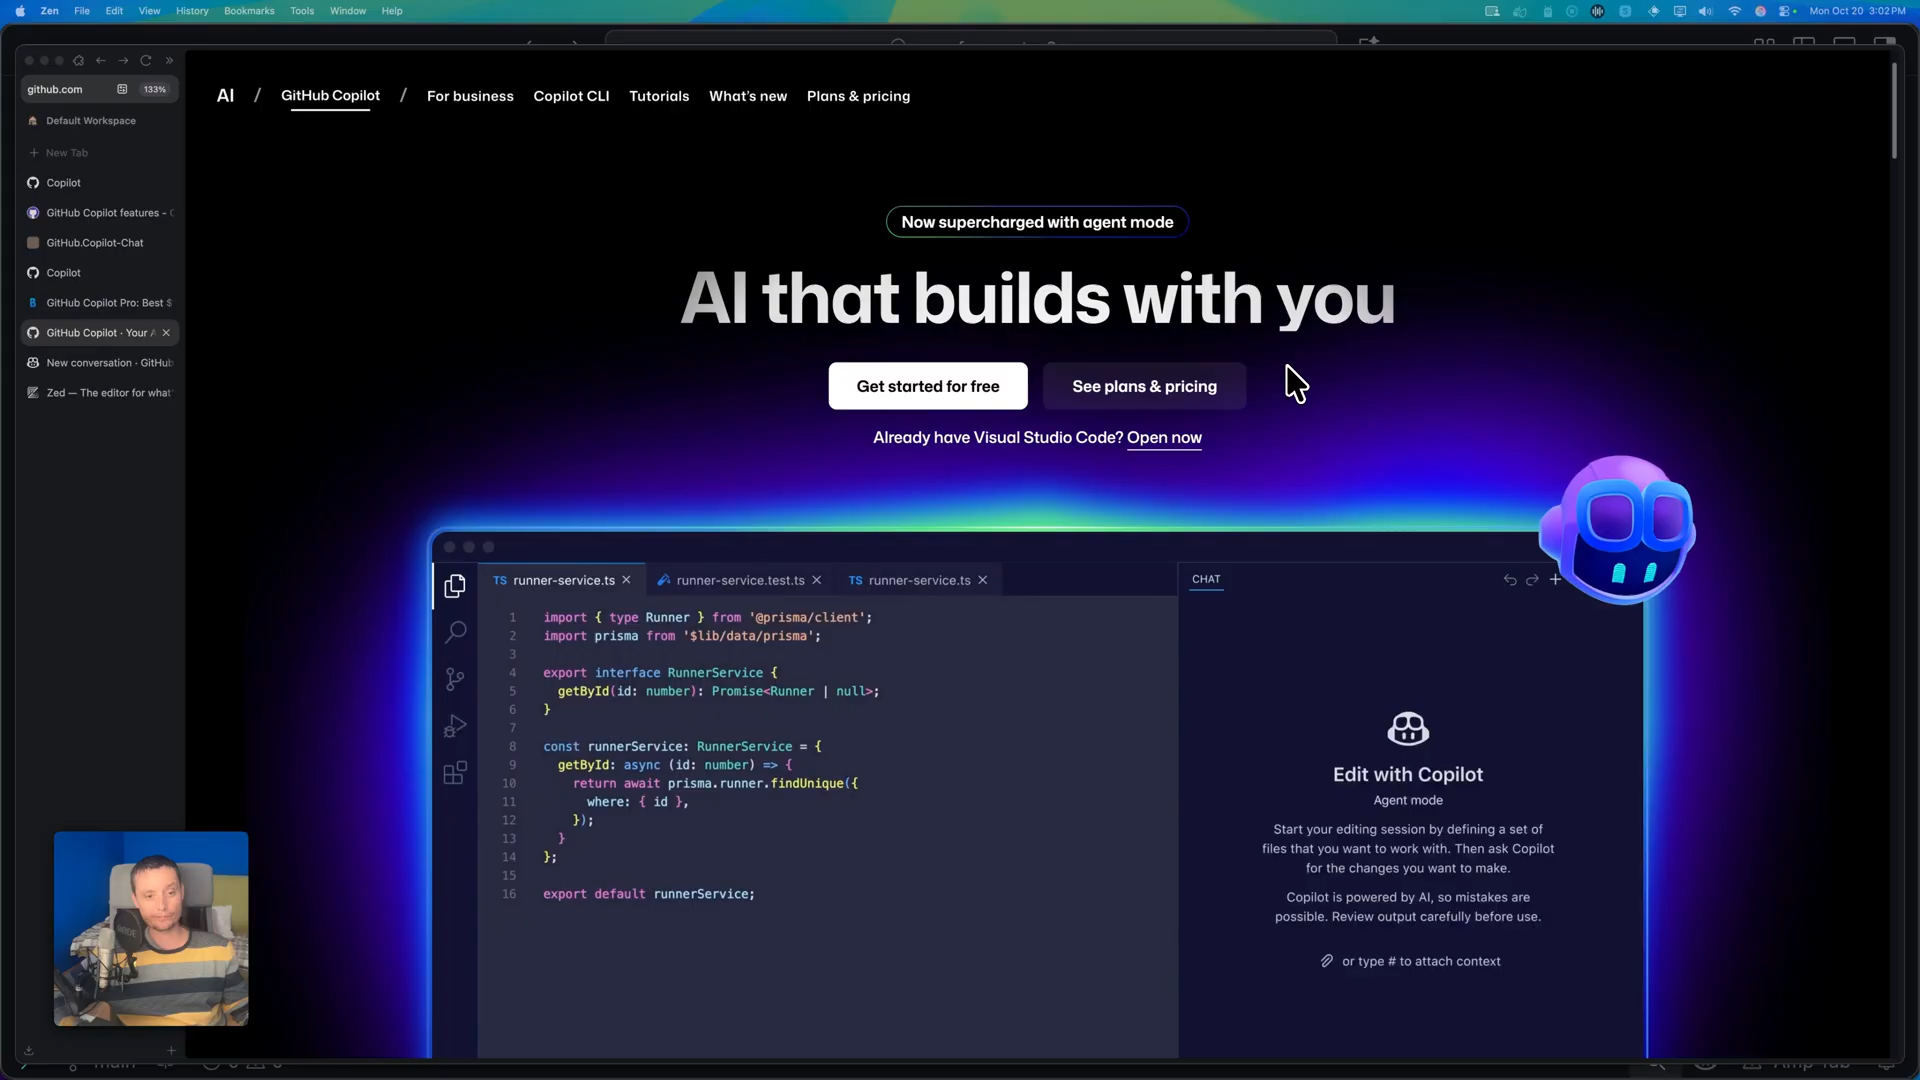 Zen File Edit View History Bookmarks Tools Window Help
Mon Oct 20 3:02 PM
github.com 133%
Default Workspace
New Tab
Copilot
GitHub Copilot features -
GitHub.Copilot-Chat
Copilot
GitHub Copilot Pro: Best $
GitHub Copilot · Your
New conversation · GitHub
Zed — The editor for what'
AI / GitHub Copilot / For business Copilot CLI Tutorials What's new Plans & pricing
Now supercharged with agent mode
AI that builds with you
Get started for free See plans & pricing
Already have Visual Studio Code? Open now
TS runner-service.ts runner-service.test.ts TS runner-service.ts
1 import { type Runner } from '@prisma/client';
2 import prisma from '$lib/data/prisma';
3
4 export interface RunnerService {
5 getById(id: number): Promise<Runner | null>;
6 }
7
8 const runnerService: RunnerService = {
9 getById: async (id: number) => {
10 return await prisma.runner.findUnique({
11 where: { id },
12 });
13 }
14 };
15
16 export default runnerService;
CHAT
Edit with Copilot
Agent mode
Start your editing session by defining a set of
files that you want to work with. Then ask Copilot
for the changes you want to make.
Copilot is powered by AI, so mistakes are
possible. Review output carefully before use.
or type # to attach context
RODE
main
Amp Tab